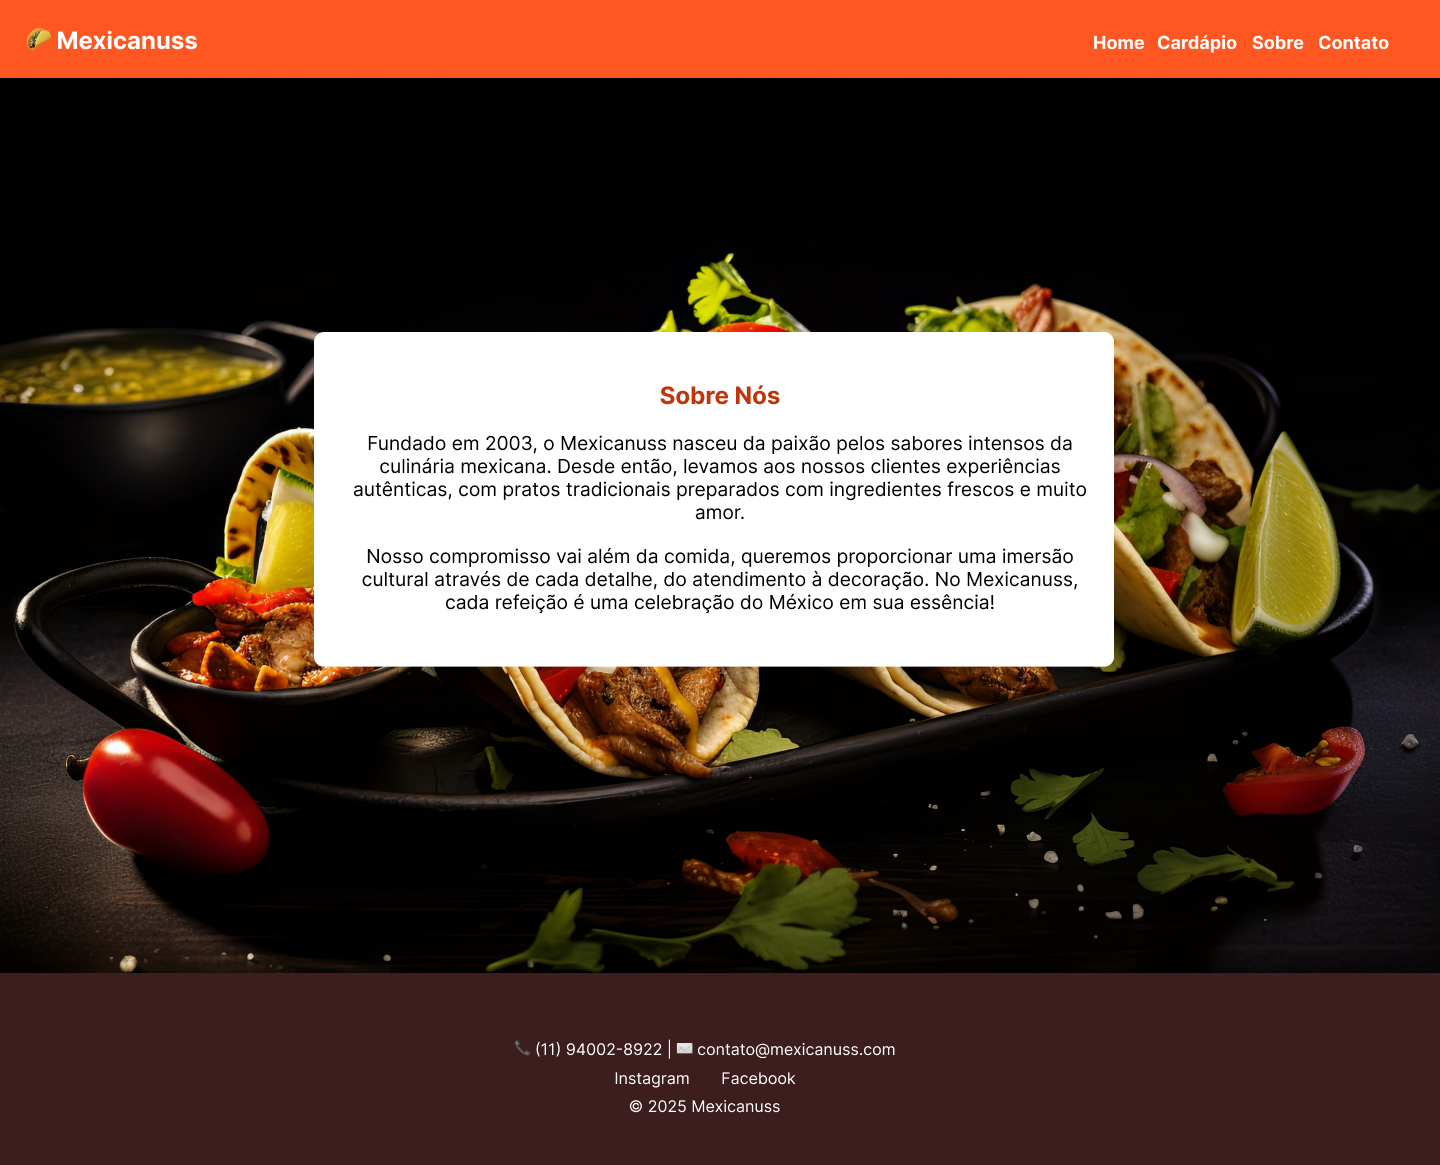 🌮 Mexicanuss
Home Cardápio Sobre Contato
Sobre Nós
Fundado em 2003, o Mexicanuss nasceu da paixão pelos sabores intensos da
culinária mexicana. Desde então, levamos aos nossos clientes experiências
autênticas, com pratos tradicionais preparados com ingredientes frescos e muito
amor.
Nosso compromisso vai além da comida, queremos proporcionar uma imersão
cultural através de cada detalhe, do atendimento à decoração. No Mexicanuss,
cada refeição é uma celebração do México em sua essência!
📞 (11) 94002-8922 | ✉️ contato@mexicanuss.com
Instagram Facebook
© 2025 Mexicanuss